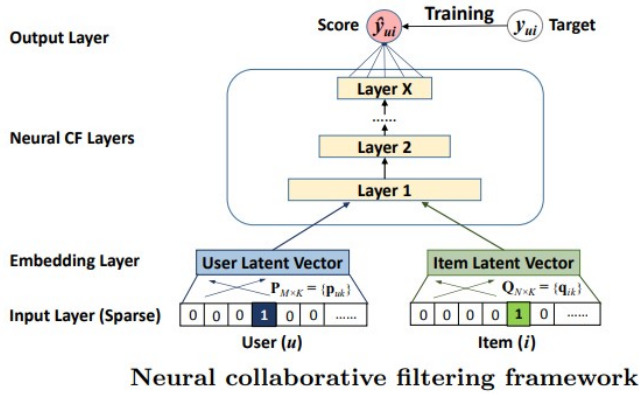 Output Layer
Score ŷui Training yui Target
Layer X
......
Neural CF Layers
Layer 2
Layer 1
Embedding Layer
User Latent Vector
Item Latent Vector
PM×K = {puk}
QN×K = {qik}
Input Layer (Sparse)
0 0 0 1 0 0 ......
0 0 0 0 1 0 ......
User (u)
Item (i)
Neural collaborative filtering framework